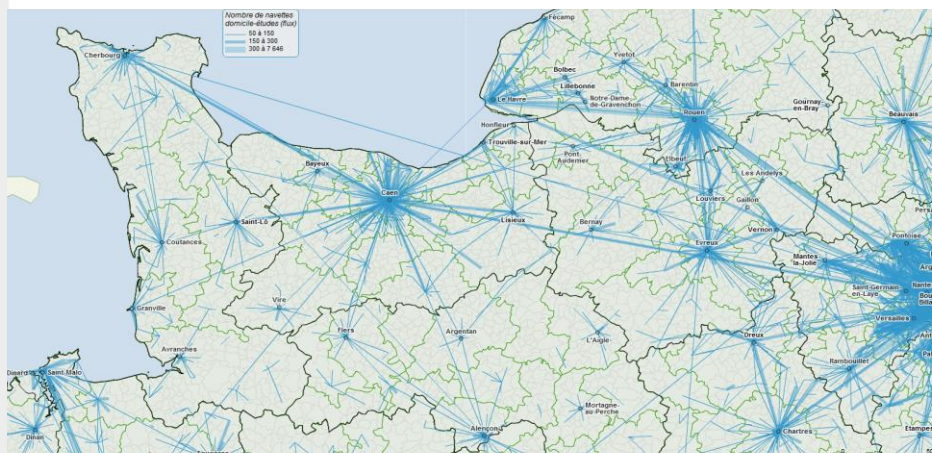 Nombre de navettes
domicile-études (flux)
50 à 150
150 à 300
300 à 7 646
Fécamp
Cherbourg
Yvetot
Bolbec
Lillebonne
Barentin
Le Havre
Notre-Dame
de-Gravenchon
Gournay
en-Bray
Rouen
Beauvais
Honfleur
Trouville-sur-Mer
Pont-
Audemer
Elbeuf
Bayeux
Les Andelys
Caen
Louviers
Gaillon
Saint-Lô
Lisieux
Bernay
Vernon
Coutances
Evreux
Pontoise
Mantes
la-Jolie
Saint-Germain
en-Laye
Granville
Vire
Versailles
Flers
Argentan
L'Aigle
Dreux
Avranches
Rambouillet
Dinard
Saint-Malo
Mortagne
au-Perche
Dinan
Alençon
Chartres
Etampes